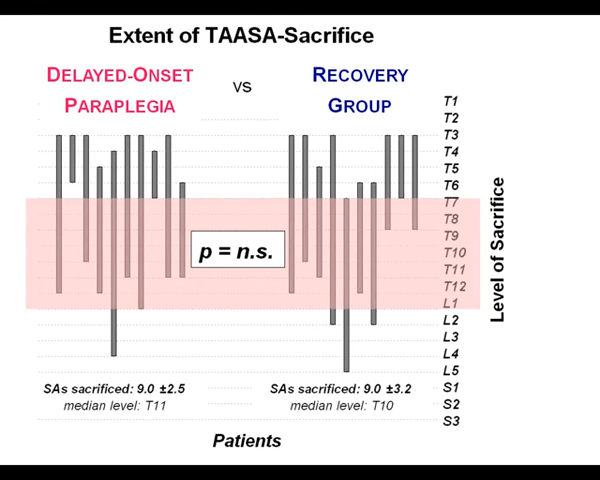 Extent of TAASA-Sacrifice
DELAYED-ONSET
PARAPLEGIA
VS
RECOVERY
GROUP
T1
T2
T3
T4
T5
T6
T7
T8
T9
T10
T11
T12
L1
L2
L3
L4
L5
S1
S2
S3
Level of Sacrifice
p = n.s.
SAs sacrificed: 9.0 ±2.5
median level: T11
SAs sacrificed: 9.0 ±3.2
median level: T10
Patients